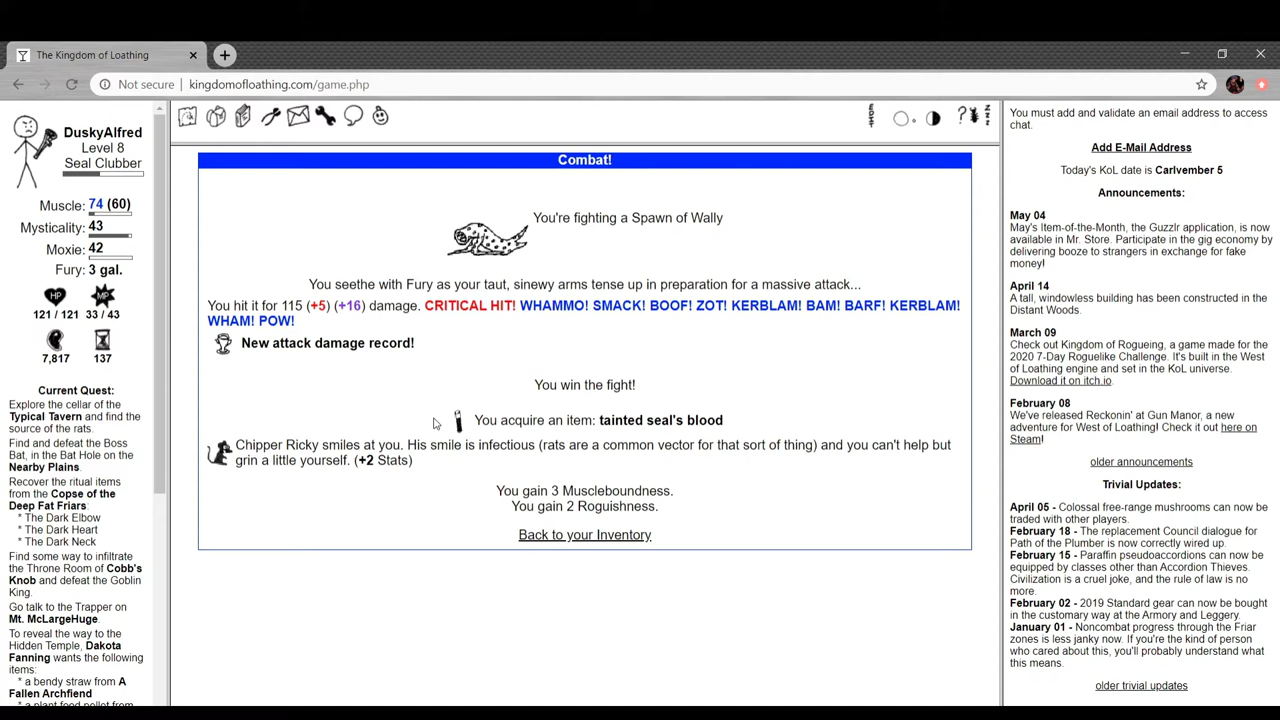 The Kingdom of Loathing
Not secure
kingdomofloathing.com/game.php
DuskyAlfred
Level 8
Seal Clubber
Muscle: 74 (60)
Mysticality: 43
Moxie: 42
Fury: 3 gal.
HP MP
121 / 121 33 / 43
7,817 137
Current Quest:
Explore the cellar of the
Typical Tavern and find the
source of the rats.
Find and defeat the Boss
Bat, in the Bat Hole on the
Nearby Plains.
Recover the ritual items
from the Copse of the
Deep Fat Friars:
* The Dark Elbow
* The Dark Heart
* The Dark Neck
Find some way to infiltrate
the Throne Room of Cobb's
Knob and defeat the Goblin
King.
Go talk to the Trapper on
Mt. McLargeHuge.
To reveal the way to the
Hidden Temple, Dakota
Fanning wants the following
items:
* a bendy straw from A
Fallen Archfiend
* a plant food pellet from
Combat!
You're fighting a Spawn of Wally
You seethe with Fury as your taut, sinewy arms tense up in preparation for a massive attack...
You hit it for 115 (+5) (+16) damage. CRITICAL HIT! WHAMMO! SMACK! BOOF! ZOT! KERBLAM! BAM! BARF! KERBLAM!
WHAM! POW!
New attack damage record!
You win the fight!
You acquire an item: tainted seal's blood
Chipper Ricky smiles at you. His smile is infectious (rats are a common vector for that sort of thing) and you can't help but
grin a little yourself. (+2 Stats)
You gain 3 Muscleboundness.
You gain 2 Roguishness.
Back to your Inventory
You must add and validate an email address to access
chat.
Add E-Mail Address
Today's KoL date is Carlvember 5
Announcements:
May 04
May's Item-of-the-Month, the Guzzlr application, is now
available in Mr. Store. Participate in the gig economy by
delivering booze to strangers in exchange for fake
money!
April 14
A tall, windowless building has been constructed in the
Distant Woods.
March 09
Check out Kingdom of Rogueing, a game made for the
2020 7-Day Roguelike Challenge. It's built in the West
of Loathing engine and set in the KoL universe.
Download it on itch.io.
February 08
We've released Reckonin' at Gun Manor, a new
adventure for West of Loathing! Check it out here on
Steam!
older announcements
Trivial Updates:
April 05 - Colossal free-range mushrooms can now be
traded with other players.
February 18 - The replacement Council dialogue for
Path of the Plumber is now correctly wired up.
February 15 - Paraffin pseudoaccordions can now be
equipped by classes other than Accordion Thieves.
Civilization is a cruel joke, and the rule of law is no
more.
February 02 - 2019 Standard gear can now be bought
in the customary way at the Armory and Leggery.
January 01 - Noncombat progress through the Friar
zones is less janky now. If you're the kind of person
who cared about this, you'll probably understand what
this means.
older trivial updates